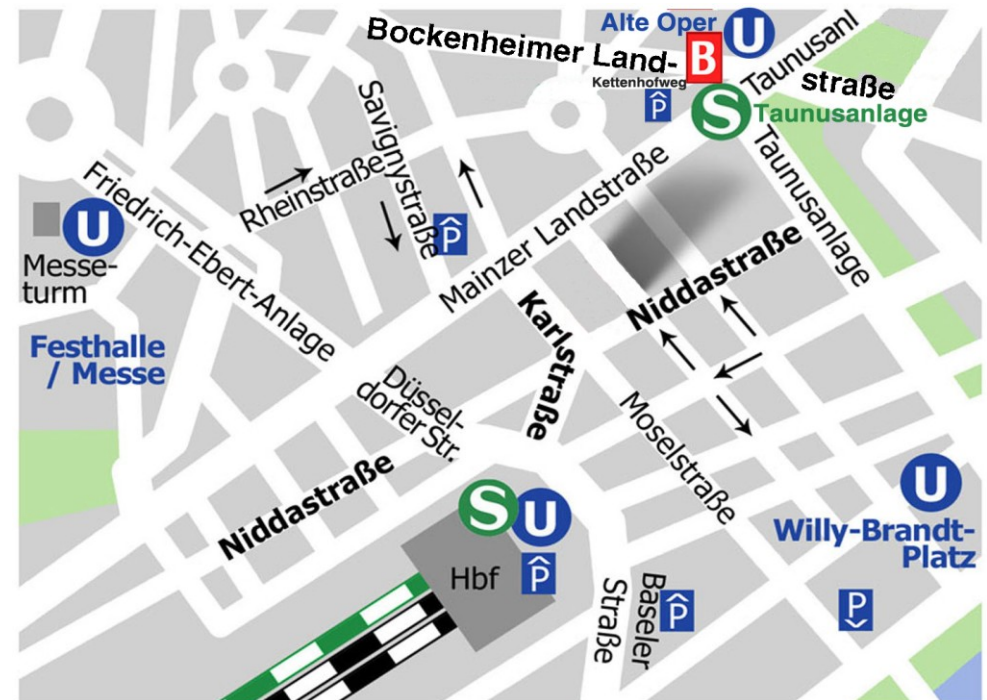 Alte Oper
U
Bockenheimer Land-
B
Taunusanl
Kettenhofweg
straße
P
S
Taunusanlage
Savignystraße
Rheinstraße
Friedrich-Ebert-Anlage
U
Messe-
turm
Festhalle
/ Messe
P
Mainzer Landstraße
Taunusanlage
Niddastraße
Karlstraße
Düssel-
dorfer Str.
Moselstraße
Niddastraße
S
U
P
Hbf
U
Willy-Brandt-
Platz
Baseler
Straße
P
P